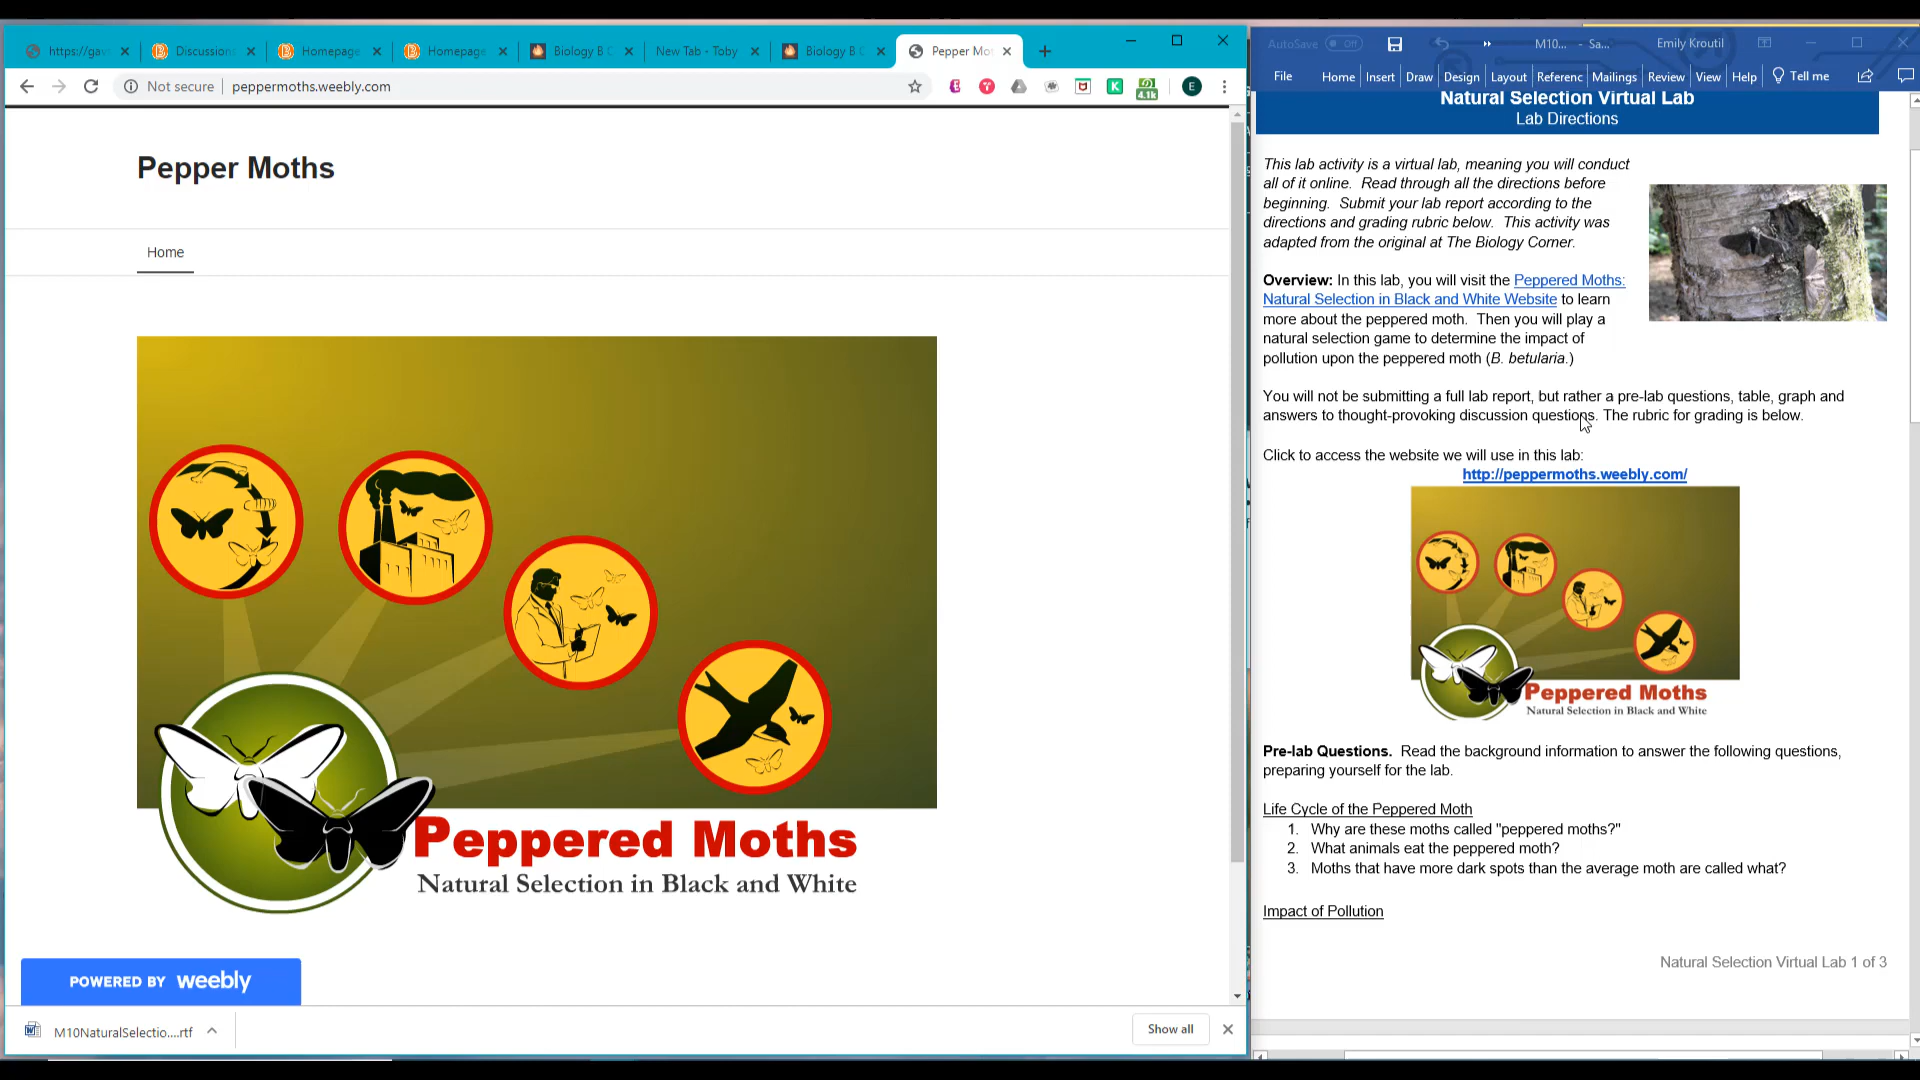 https://gav
Discussion
Homepage
Homepage
Biology B C
New Tab - Toby
Biology B C
Pepper Mo
Not secure
peppermoths.weebly.com
E
4.1k
Pepper Moths
Home
Peppered Moths
Natural Selection in Black and White
POWERED BY weebly
M10NaturalSelectio....rtf
Show all
AutoSave Off
M10... - Sa...
Emily Kroutil
File Home Insert Draw Design Layout Referenc Mailings Review View Help Tell me
Natural Selection Virtual Lab
Lab Directions
This lab activity is a virtual lab, meaning you will conduct
all of it online. Read through all the directions before
beginning. Submit your lab report according to the
directions and grading rubric below. This activity was
adapted from the original at The Biology Corner.
Overview: In this lab, you will visit the Peppered Moths:
Natural Selection in Black and White Website to learn
more about the peppered moth. Then you will play a
natural selection game to determine the impact of
pollution upon the peppered moth (B. betularia.)
You will not be submitting a full lab report, but rather a pre-lab questions, table, graph and
answers to thought-provoking discussion questions. The rubric for grading is below.
Click to access the website we will use in this lab:
http://peppermoths.weebly.com/
Peppered Moths
Natural Selection in Black and White
Pre-lab Questions. Read the background information to answer the following questions,
preparing yourself for the lab.
Life Cycle of the Peppered Moth
1. Why are these moths called "peppered moths?"
2. What animals eat the peppered moth?
3. Moths that have more dark spots than the average moth are called what?
Impact of Pollution
Natural Selection Virtual Lab 1 of 3